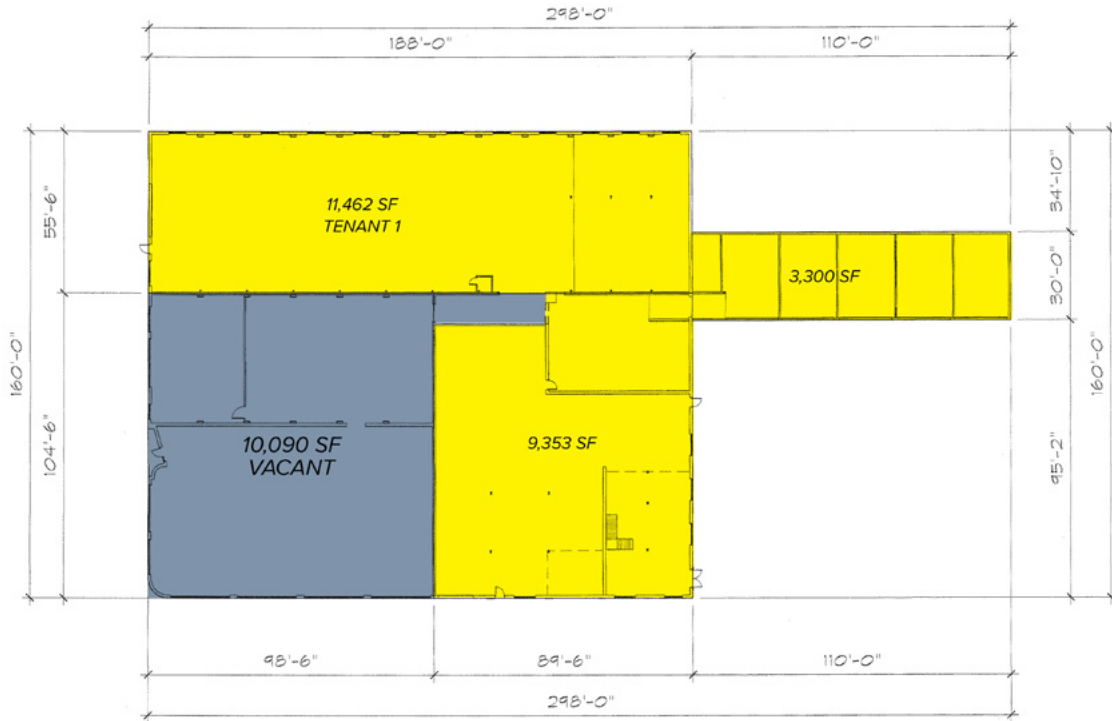 298'-0"
188'-0"
110'-0"
11,462 SF
TENANT 1
3,300 SF
55'-6"
34'-10"
30'-0"
160'-0"
160'-0"
104'-6"
10,090 SF
VACANT
9,353 SF
95'-2"
98'-6"
89'-6"
110'-0"
298'-0"